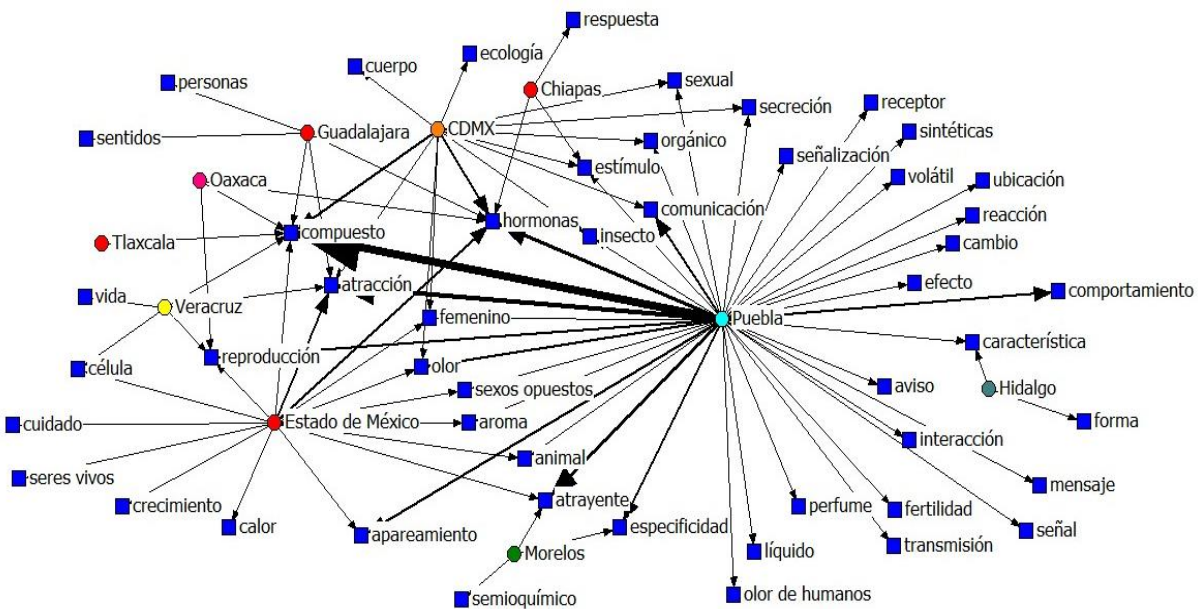 respuesta
ecología
cuerpo
personas
Chiapas
sexual
secreción
receptor
sentidos
Guadalajara
CDMX
orgánico
sintéticas
estímulo
señalización
Oaxaca
volátil
ubicación
comunicación
reacción
hormonas
compuesto
insecto
Tlaxcala
cambio
atracción
efecto
comportamiento
vida
Veracruz
femenino
Puebla
reproducción
característica
célula
olor
sexos opuestos
aviso
Hidalgo
cuidado
Estado de México
aroma
forma
interacción
animal
seres vivos
mensaje
atrayente
crecimiento
perfume
fertilidad
calor
apareamiento
especificidad
señal
Morelos
líquido
transmisión
semioquímico
olor de humanos